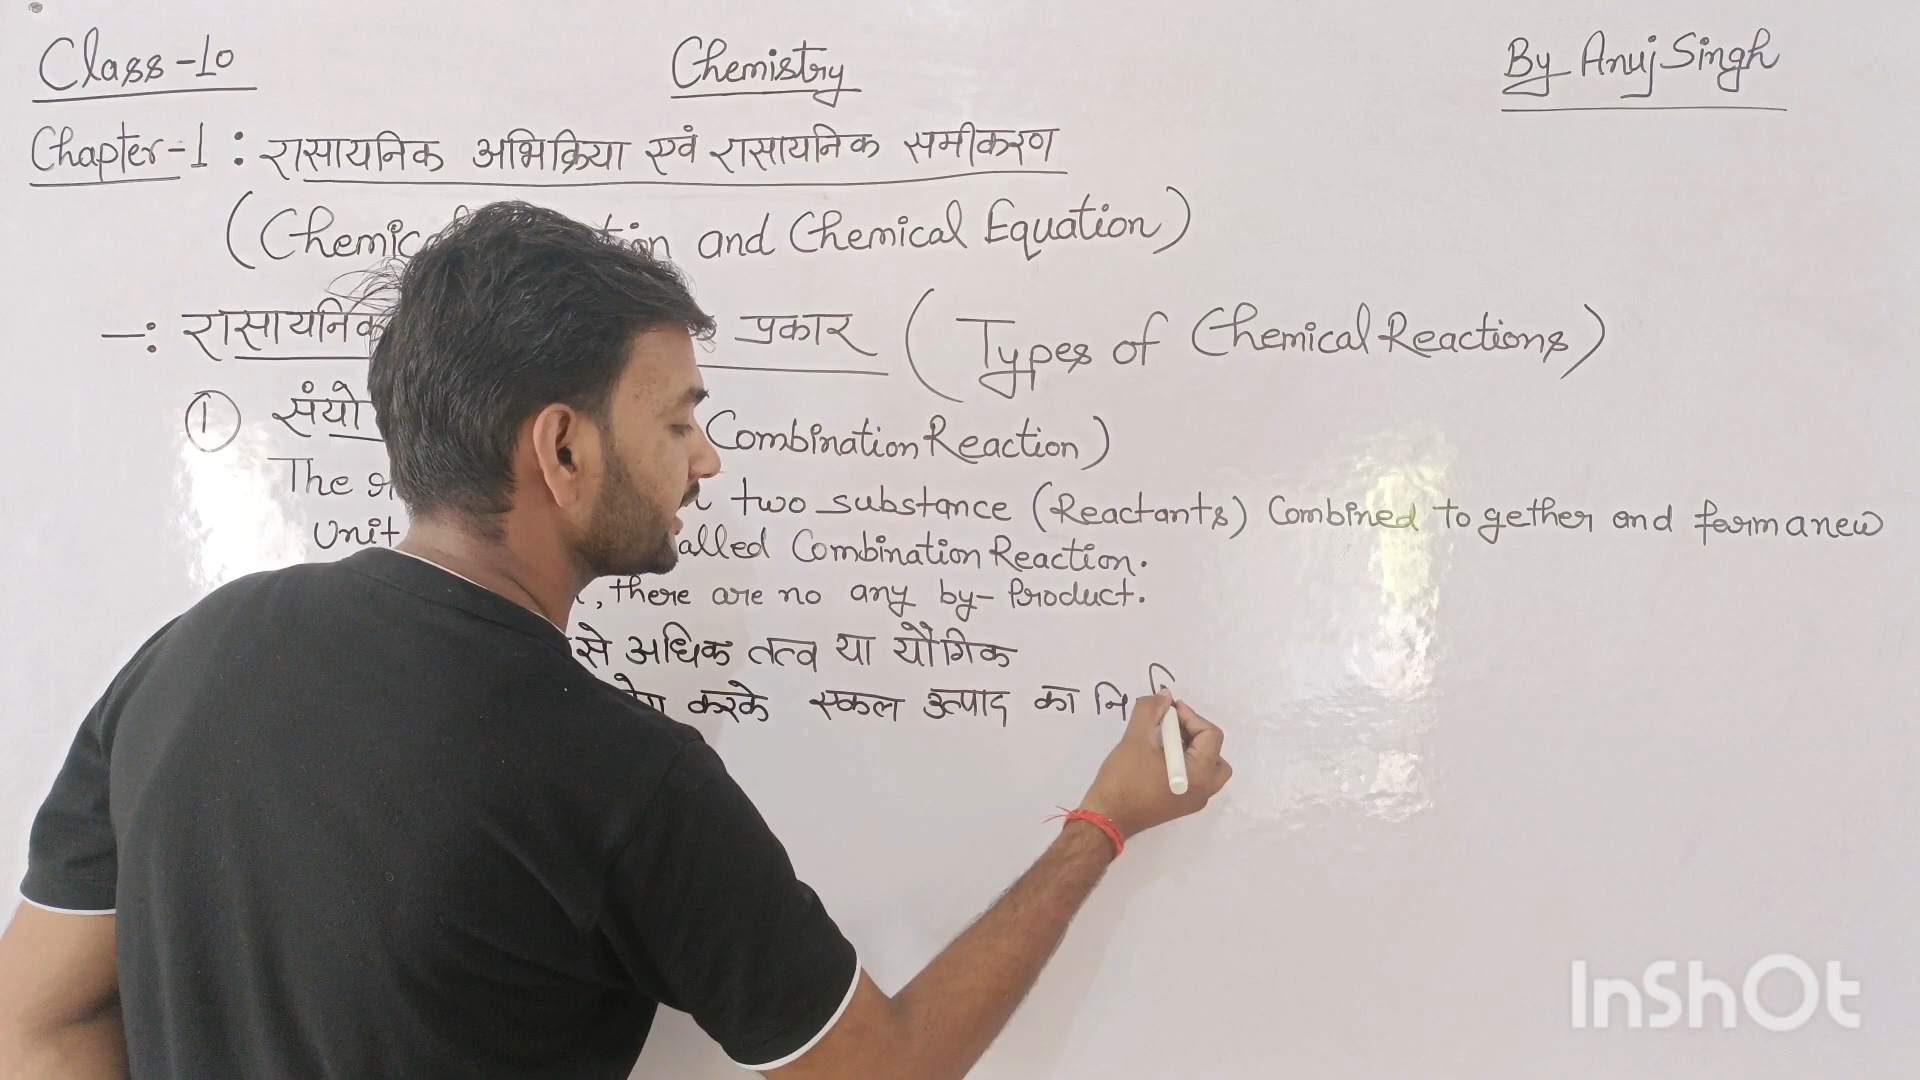 Class-10
Chemistry
By Anuj Singh
Chapter-1 : रासायनिक अभिक्रिया एवं रासायनिक समीकरण
and Chemical Equation)
-: रासायनिक प्रकार (Types of Chemical Reactions)
① संयो Combination Reaction)
The two substance (Reactants) Combined together and form a new
Unit Combination Reaction.
, there are no any by-Product.
से अधिक तत्व या यौगिक
करके एकल उत्पाद का
InShOt